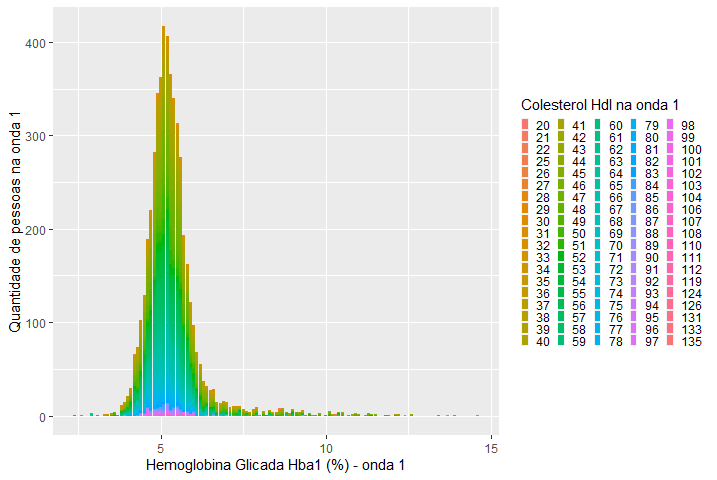 400
300
200
100
0
Quantidade de pessoas na onda 1
5 10 15
Hemoglobina Glicada Hba1 (%) - onda 1
Colesterol Hdl na onda 1
20 41 60 79 98
21 42 61 80 99
22 43 62 81 100
25 44 63 82 101
26 45 64 83 102
27 46 65 84 103
28 47 66 85 104
29 48 67 86 106
30 49 68 87 107
31 50 69 88 108
32 51 70 89 110
33 52 71 90 111
34 53 72 91 112
35 54 73 92 119
36 55 74 93 124
37 56 75 94 126
38 57 76 95 131
39 58 77 96 133
40 59 78 97 135